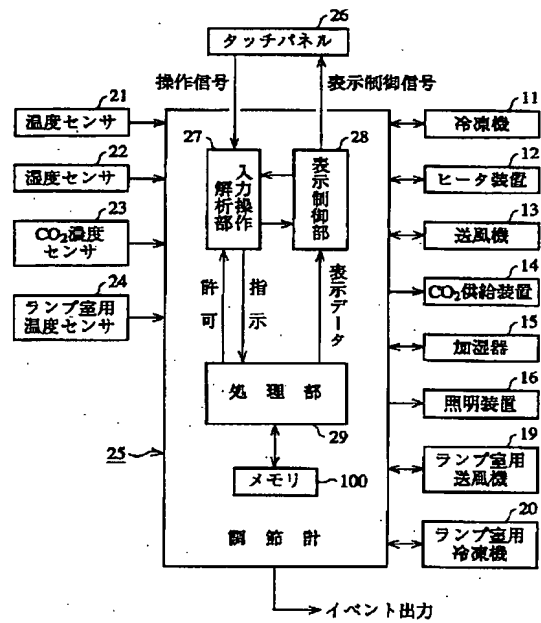 26
タッチパネル
操作信号
表示制御信号
21
温度センサ
22
湿度センサ
23
CO₂濃度
センサ
24
ランプ室用
温度センサ
27
入力操作
解析部
28
表示制御部
許可
指示
表示データ
処理部
29
メモリ
100
25
調節計
イベント出力
11
冷凍機
12
ヒータ装置
13
送風機
14
CO₂供給装置
15
加湿器
16
照明装置
19
ランプ室用
送風機
20
ランプ室用
冷凍機